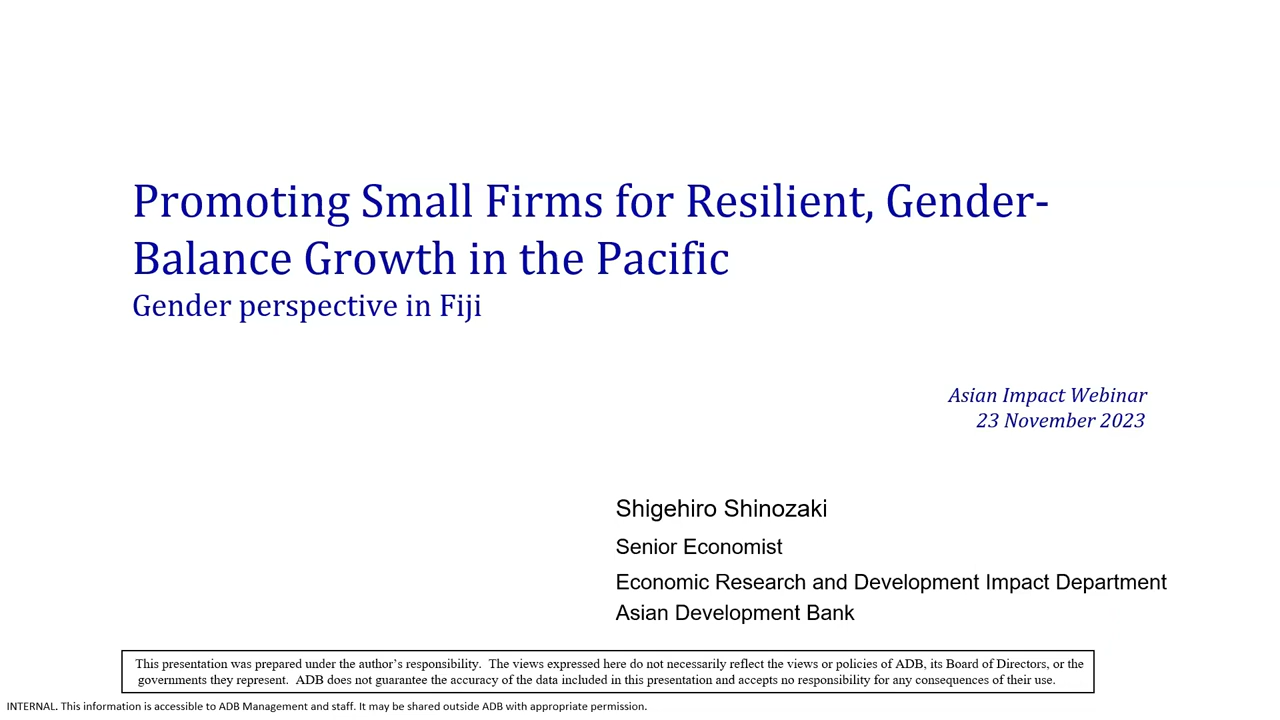 Promoting Small Firms for Resilient, Gender-
Balance Growth in the Pacific
Gender perspective in Fiji
Asian Impact Webinar
23 November 2023
Shigehiro Shinozaki
Senior Economist
Economic Research and Development Impact Department
Asian Development Bank
This presentation was prepared under the author's responsibility.  The views expressed here do not necessarily reflect the views or policies of ADB, its Board of Directors, or the
governments they represent.  ADB does not guarantee the accuracy of the data included in this presentation and accepts no responsibility for any consequences of their use.
INTERNAL. This information is accessible to ADB Management and staff. It may be shared outside ADB with appropriate permission.